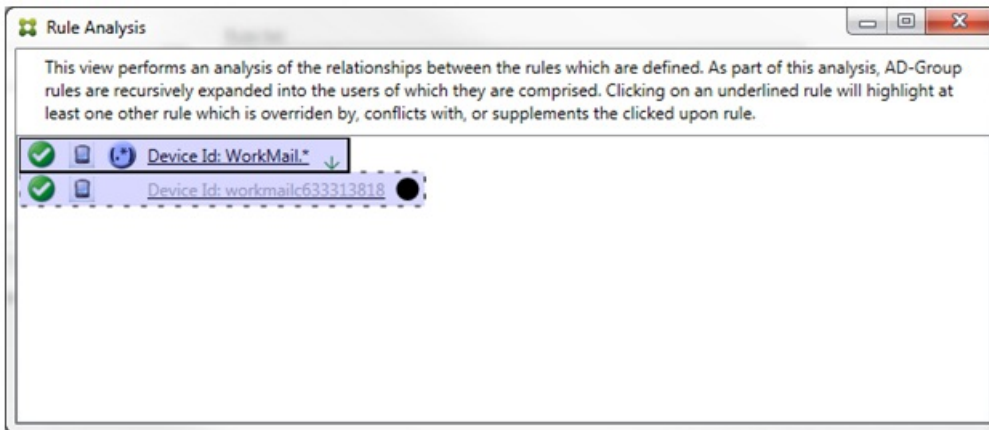 Rule Analysis
This view performs an analysis of the relationships between the rules which are defined. As part of this analysis, AD-Group
rules are recursively expanded into the users of which they are comprised. Clicking on an underlined rule will highlight at
least one other rule which is overriden by, conflicts with, or supplements the clicked upon rule.
(.*) Device Id: WorkMail.*
Device Id: workmailc633313818